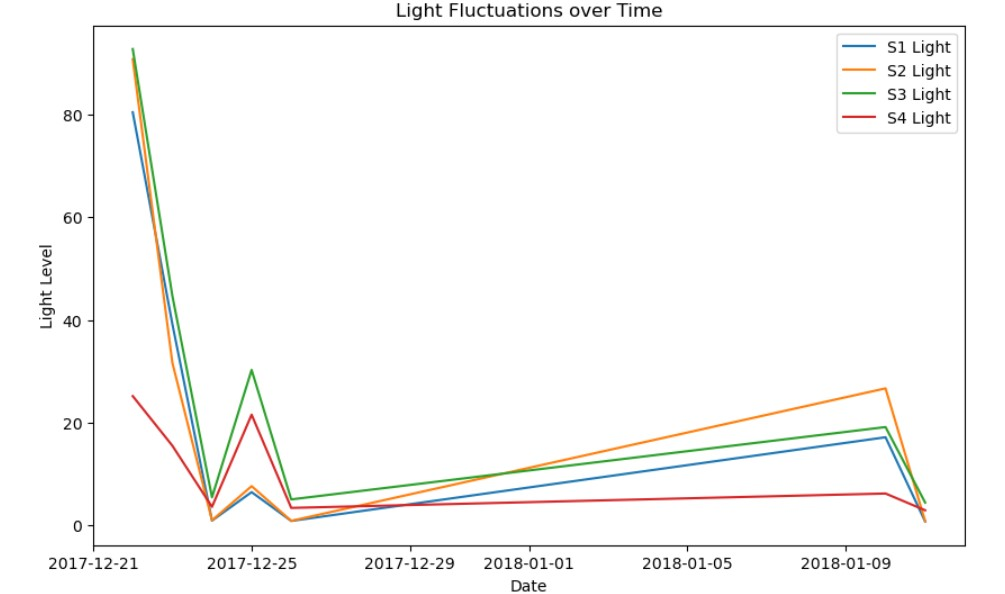 Light Fluctuations over Time
S1 Light
S2 Light
S3 Light
S4 Light
Light Level
80
60
40
20
0
2017-12-21
2017-12-25
2017-12-29
2018-01-01
2018-01-05
2018-01-09
Date